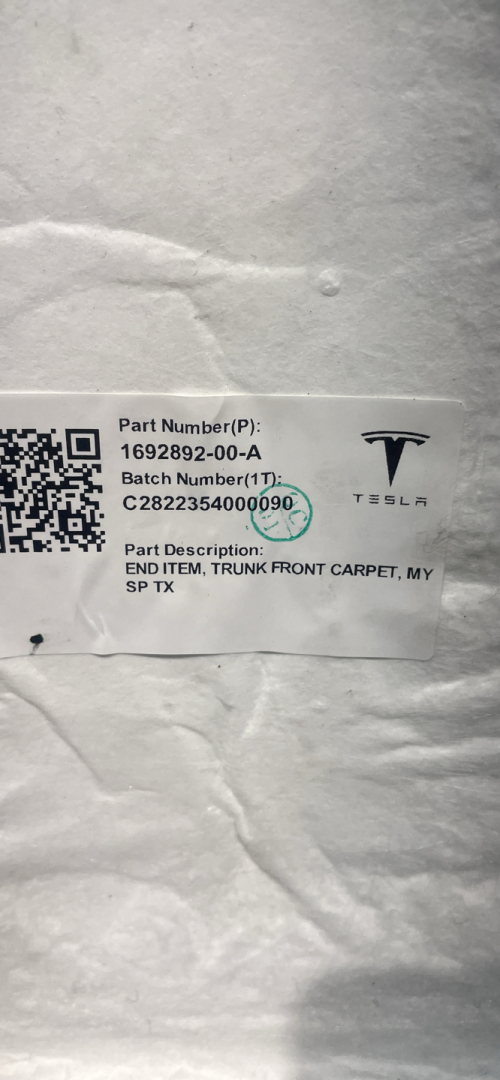 Part Number(P):
1692892-00-A
Batch Number(1T):
C2822354000090
TESLA
Part Description:
END ITEM, TRUNK FRONT CARPET, MY
SP TX